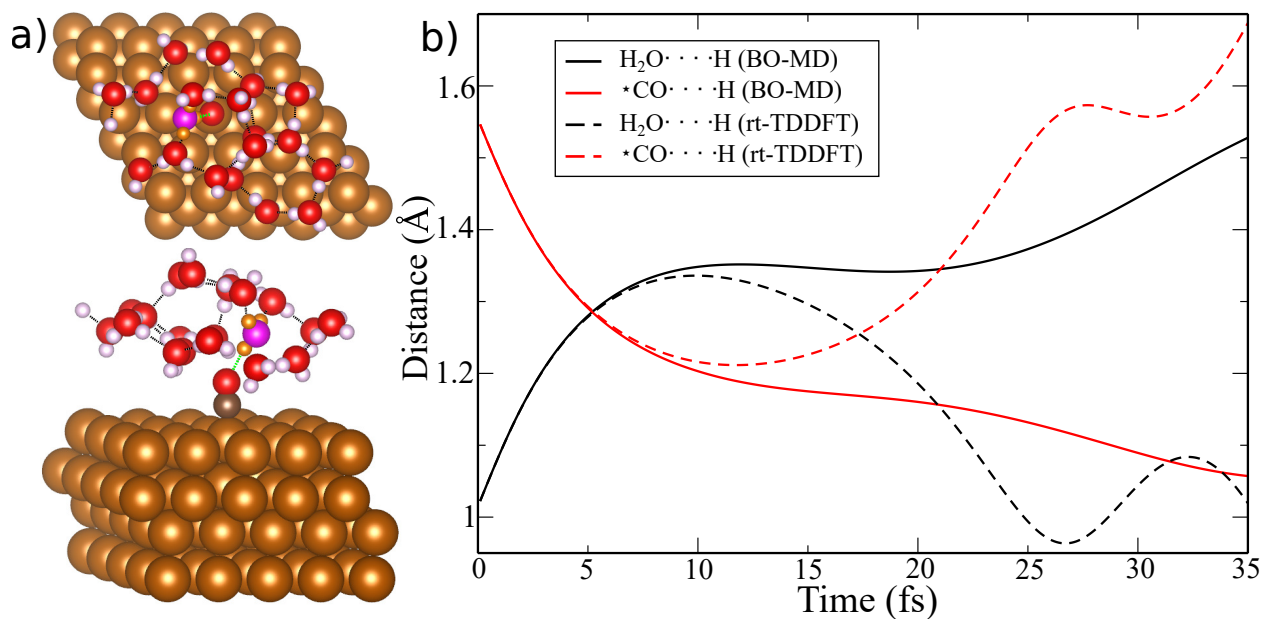 a)
b)
H₂O· · · ·H (BO-MD)
⋆CO· · · ·H (BO-MD)
H₂O· · · ·H (rt-TDDFT)
⋆CO· · · ·H (rt-TDDFT)
1.6
1.4
1.2
1
Distance (Å)
0
5
10
15
20
25
30
35
Time (fs)